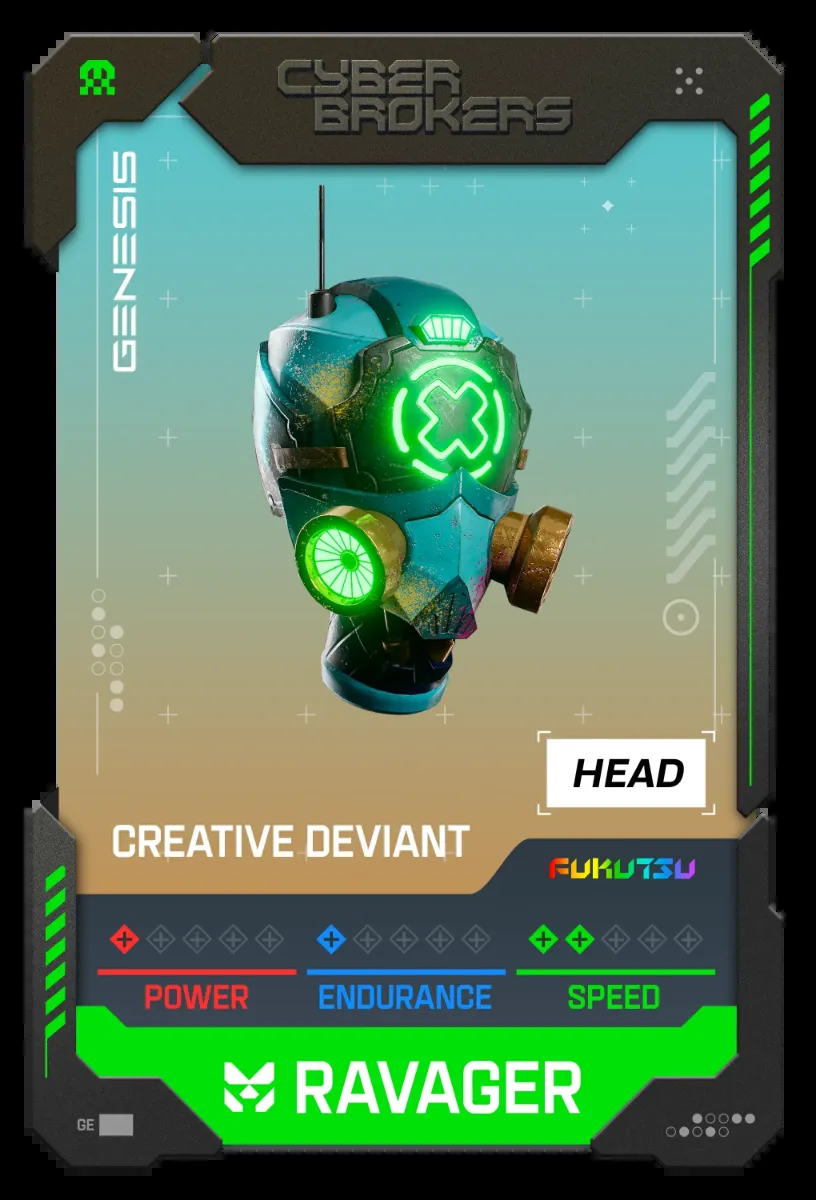 CYBER
BROKERS
GENESIS
HEAD
CREATIVE DEVIANT
FUKUTSU
POWER
ENDURANCE
SPEED
RAVAGER
GE